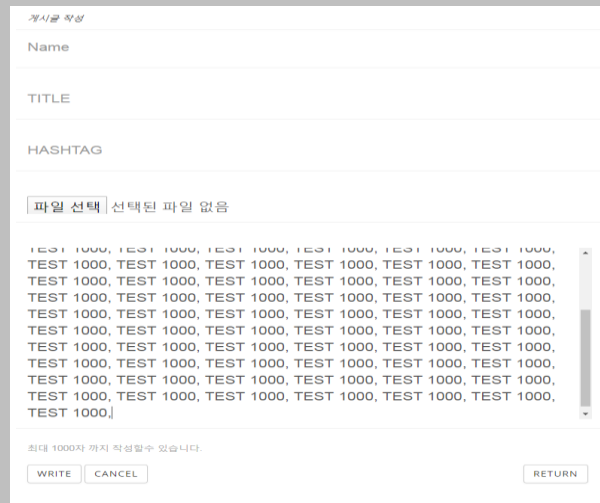 게시글 작성
Name
TITLE
HASHTAG
파일 선택 선택된 파일 없음
TEST 1000, TEST 1000, TEST 1000, TEST 1000, TEST 1000, TEST 1000,
TEST 1000, TEST 1000, TEST 1000, TEST 1000, TEST 1000, TEST 1000,
TEST 1000, TEST 1000, TEST 1000, TEST 1000, TEST 1000, TEST 1000,
TEST 1000, TEST 1000, TEST 1000, TEST 1000, TEST 1000, TEST 1000,
TEST 1000, TEST 1000, TEST 1000, TEST 1000, TEST 1000, TEST 1000,
TEST 1000, TEST 1000, TEST 1000, TEST 1000, TEST 1000, TEST 1000,
TEST 1000, TEST 1000, TEST 1000, TEST 1000, TEST 1000, TEST 1000,
TEST 1000, TEST 1000, TEST 1000, TEST 1000, TEST 1000, TEST 1000,
TEST 1000, TEST 1000, TEST 1000, TEST 1000, TEST 1000, TEST 1000,
TEST 1000, TEST 1000, TEST 1000, TEST 1000, TEST 1000, TEST 1000,
TEST 1000,
최대 1000자 까지 작성할수 있습니다.
WRITE CANCEL RETURN